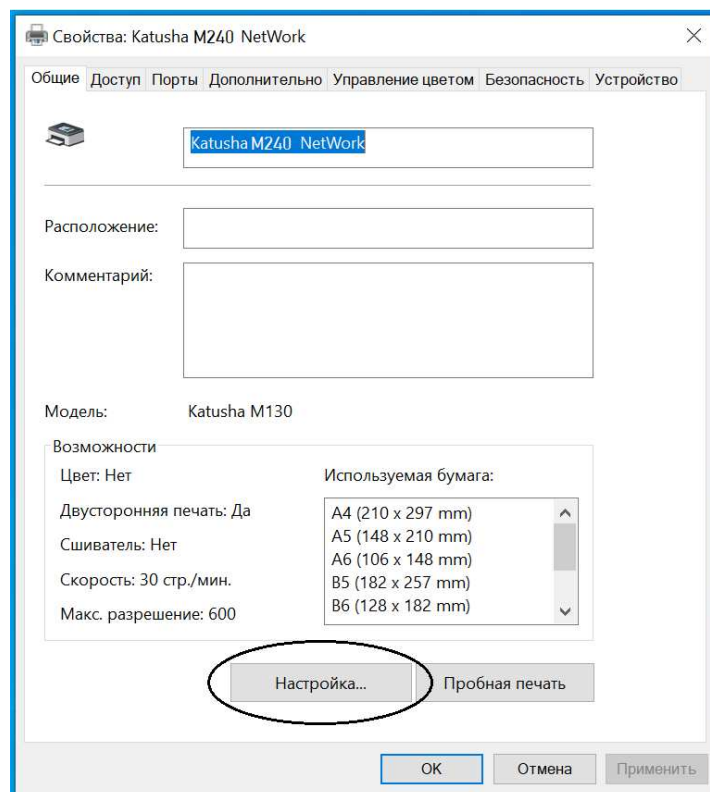 Свойства: Katusha M240 NetWork
Общие Доступ Порты Дополнительно Управление цветом Безопасность Устройство
Katusha M240 NetWork
Расположение:
Комментарий:
Модель: Katusha M130
Возможности
Цвет: Нет
Двусторонняя печать: Да
Сшиватель: Нет
Скорость: 30 стр./мин.
Макс. разрешение: 600
Используемая бумага:
A4 (210 x 297 mm)
A5 (148 x 210 mm)
A6 (106 x 148 mm)
B5 (182 x 257 mm)
B6 (128 x 182 mm)
Настройка... Пробная печать
ОК Отмена Применить